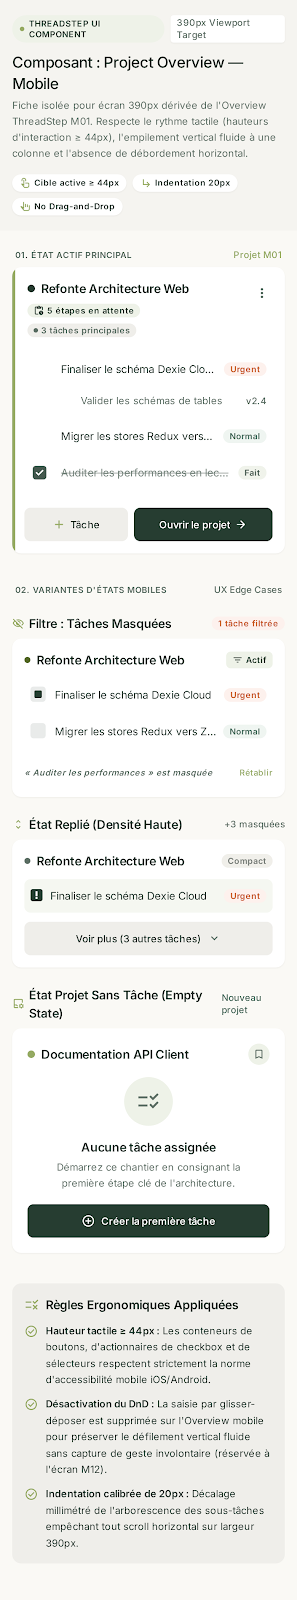 THREADSTEP UI
COMPONENT
390px Viewport
Target
Composant : Project Overview —
Mobile
Fiche isolée pour écran 390px dérivée de l'Overview
ThreadStep M01. Respecte le rythme tactile (hauteurs
d'interaction ≥ 44px), l'empilement vertical fluide à une
colonne et l'absence de débordement horizontal.
Cible active ≥ 44px
Indentation 20px
No Drag-and-Drop
01. ÉTAT ACTIF PRINCIPAL
Projet M01
Refonte Architecture Web
5 étapes en attente
3 tâches principales
Finaliser le schéma Dexie Clo...
Urgent
Valider les schémas de tables
v2.4
Migrer les stores Redux vers...
Normal
Auditer les performances en lec...
Fait
Tâche
Ouvrir le projet
02. VARIANTES D'ÉTATS MOBILES
UX Edge Cases
Filtre : Tâches Masquées
1 tâche filtrée
Refonte Architecture Web
Actif
Finaliser le schéma Dexie Cloud
Urgent
Migrer les stores Redux vers Z...
Normal
« Auditer les performances » est masquée
Rétablir
État Replié (Densité Haute)
+3 masquées
Refonte Architecture Web
Compact
Finaliser le schéma Dexie Cloud
Urgent
Voir plus (3 autres tâches)
État Projet Sans Tâche (Empty
State)
Nouveau
projet
Documentation API Client
Aucune tâche assignée
Démarrez ce chantier en consignant la
première étape clé de l'architecture.
Créer la première tâche
Règles Ergonomiques Appliquées
Hauteur tactile ≥ 44px : Les conteneurs de
boutons, d'actionnaires de checkbox et de
sélecteurs respectent strictement la norme
d'accessibilité mobile iOS/Android.
Désactivation du DnD : La saisie par glisser-
déposer est supprimée sur l'Overview mobile
pour préserver le défilement vertical fluide
sans capture de geste involontaire (réservée à
l'écran M12).
Indentation calibrée de 20px : Décalage
millimétré de l'arborescence des sous-tâches
empêchant tout scroll horizontal sur largeur
390px.